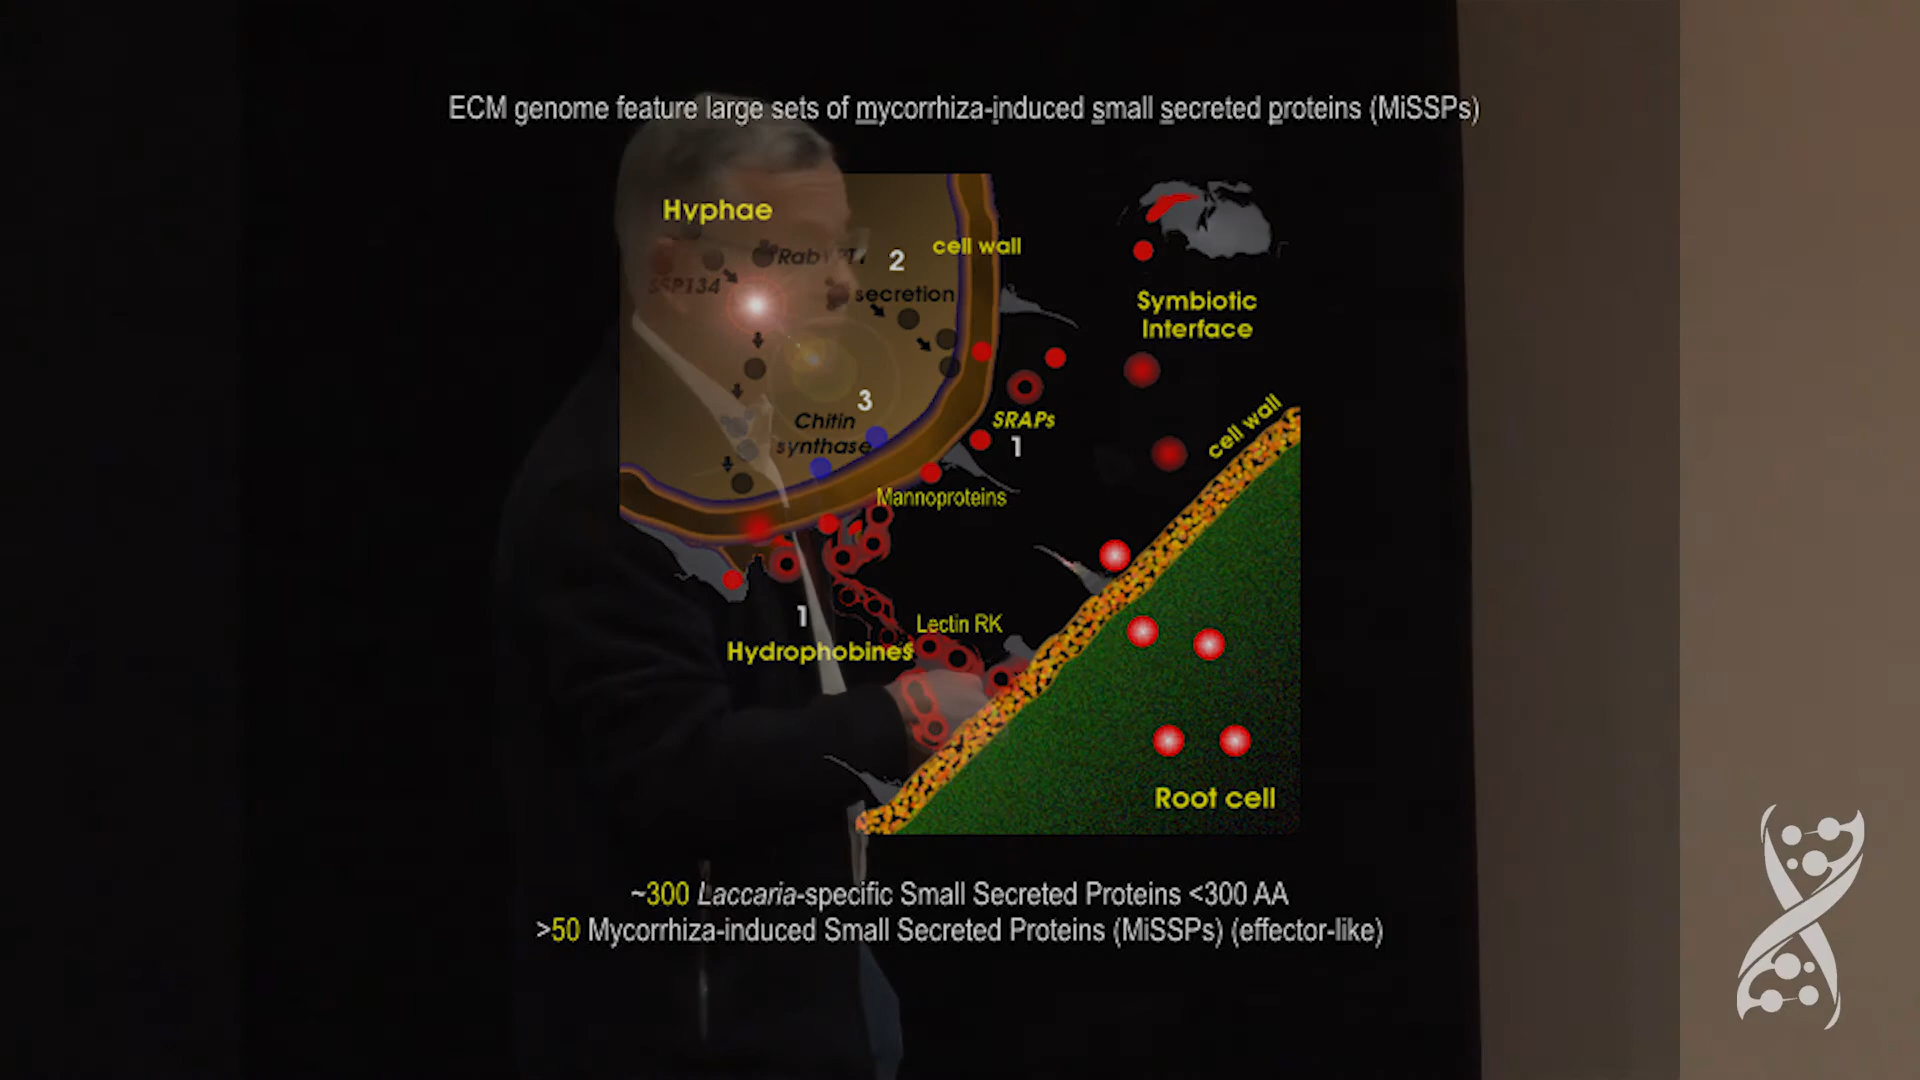 ECM genome feature large sets of mycorrhiza-induced small secreted proteins (MiSSPs)
Hyphae
cell wall
2
secretion
SSP134
Symbiotic
Interface
3
Chitin
synthase
SRAPs
1
cell wall
Mannoproteins
1
Lectin RK
Hydrophobines
Root cell
~300 Laccaria-specific Small Secreted Proteins <300 AA
>50 Mycorrhiza-induced Small Secreted Proteins (MiSSPs) (effector-like)